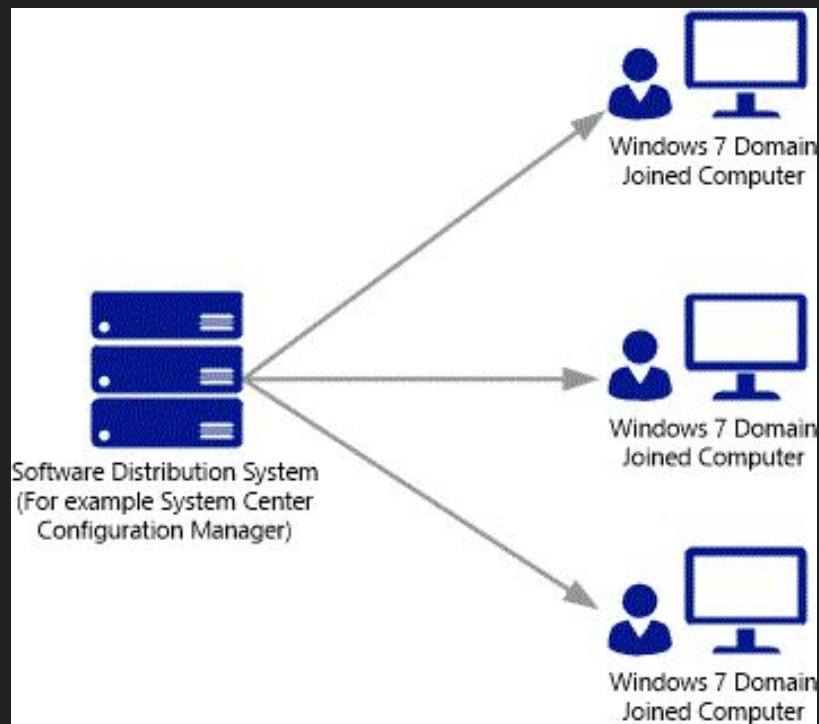 Windows 7 Domain
Joined Computer
Software Distribution System
(For example System Center
Configuration Manager)
Windows 7 Domain
Joined Computer
Windows 7 Domain
Joined Computer